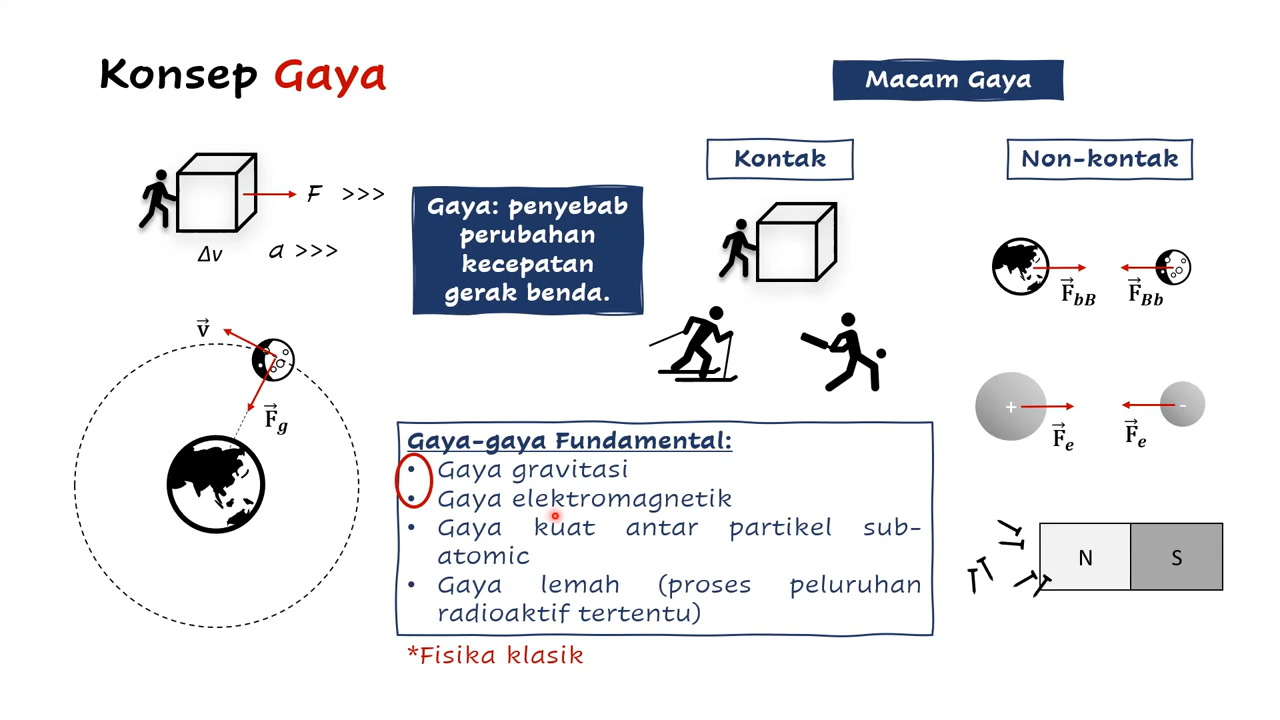 Konsep Gaya
F >>>
Δv
a >>>
v⃗
F⃗g
Gaya: penyebab
perubahan
kecepatan
gerak benda.
Macam Gaya
Kontak
Non-kontak
F⃗bB
F⃗Bb
+
-
F⃗e
F⃗e
N
S
Gaya-gaya Fundamental:
• Gaya gravitasi
• Gaya elektromagnetik
• Gaya kuat antar partikel sub-
atomic
• Gaya lemah (proses peluruhan
radioaktif tertentu)
*Fisika klasik